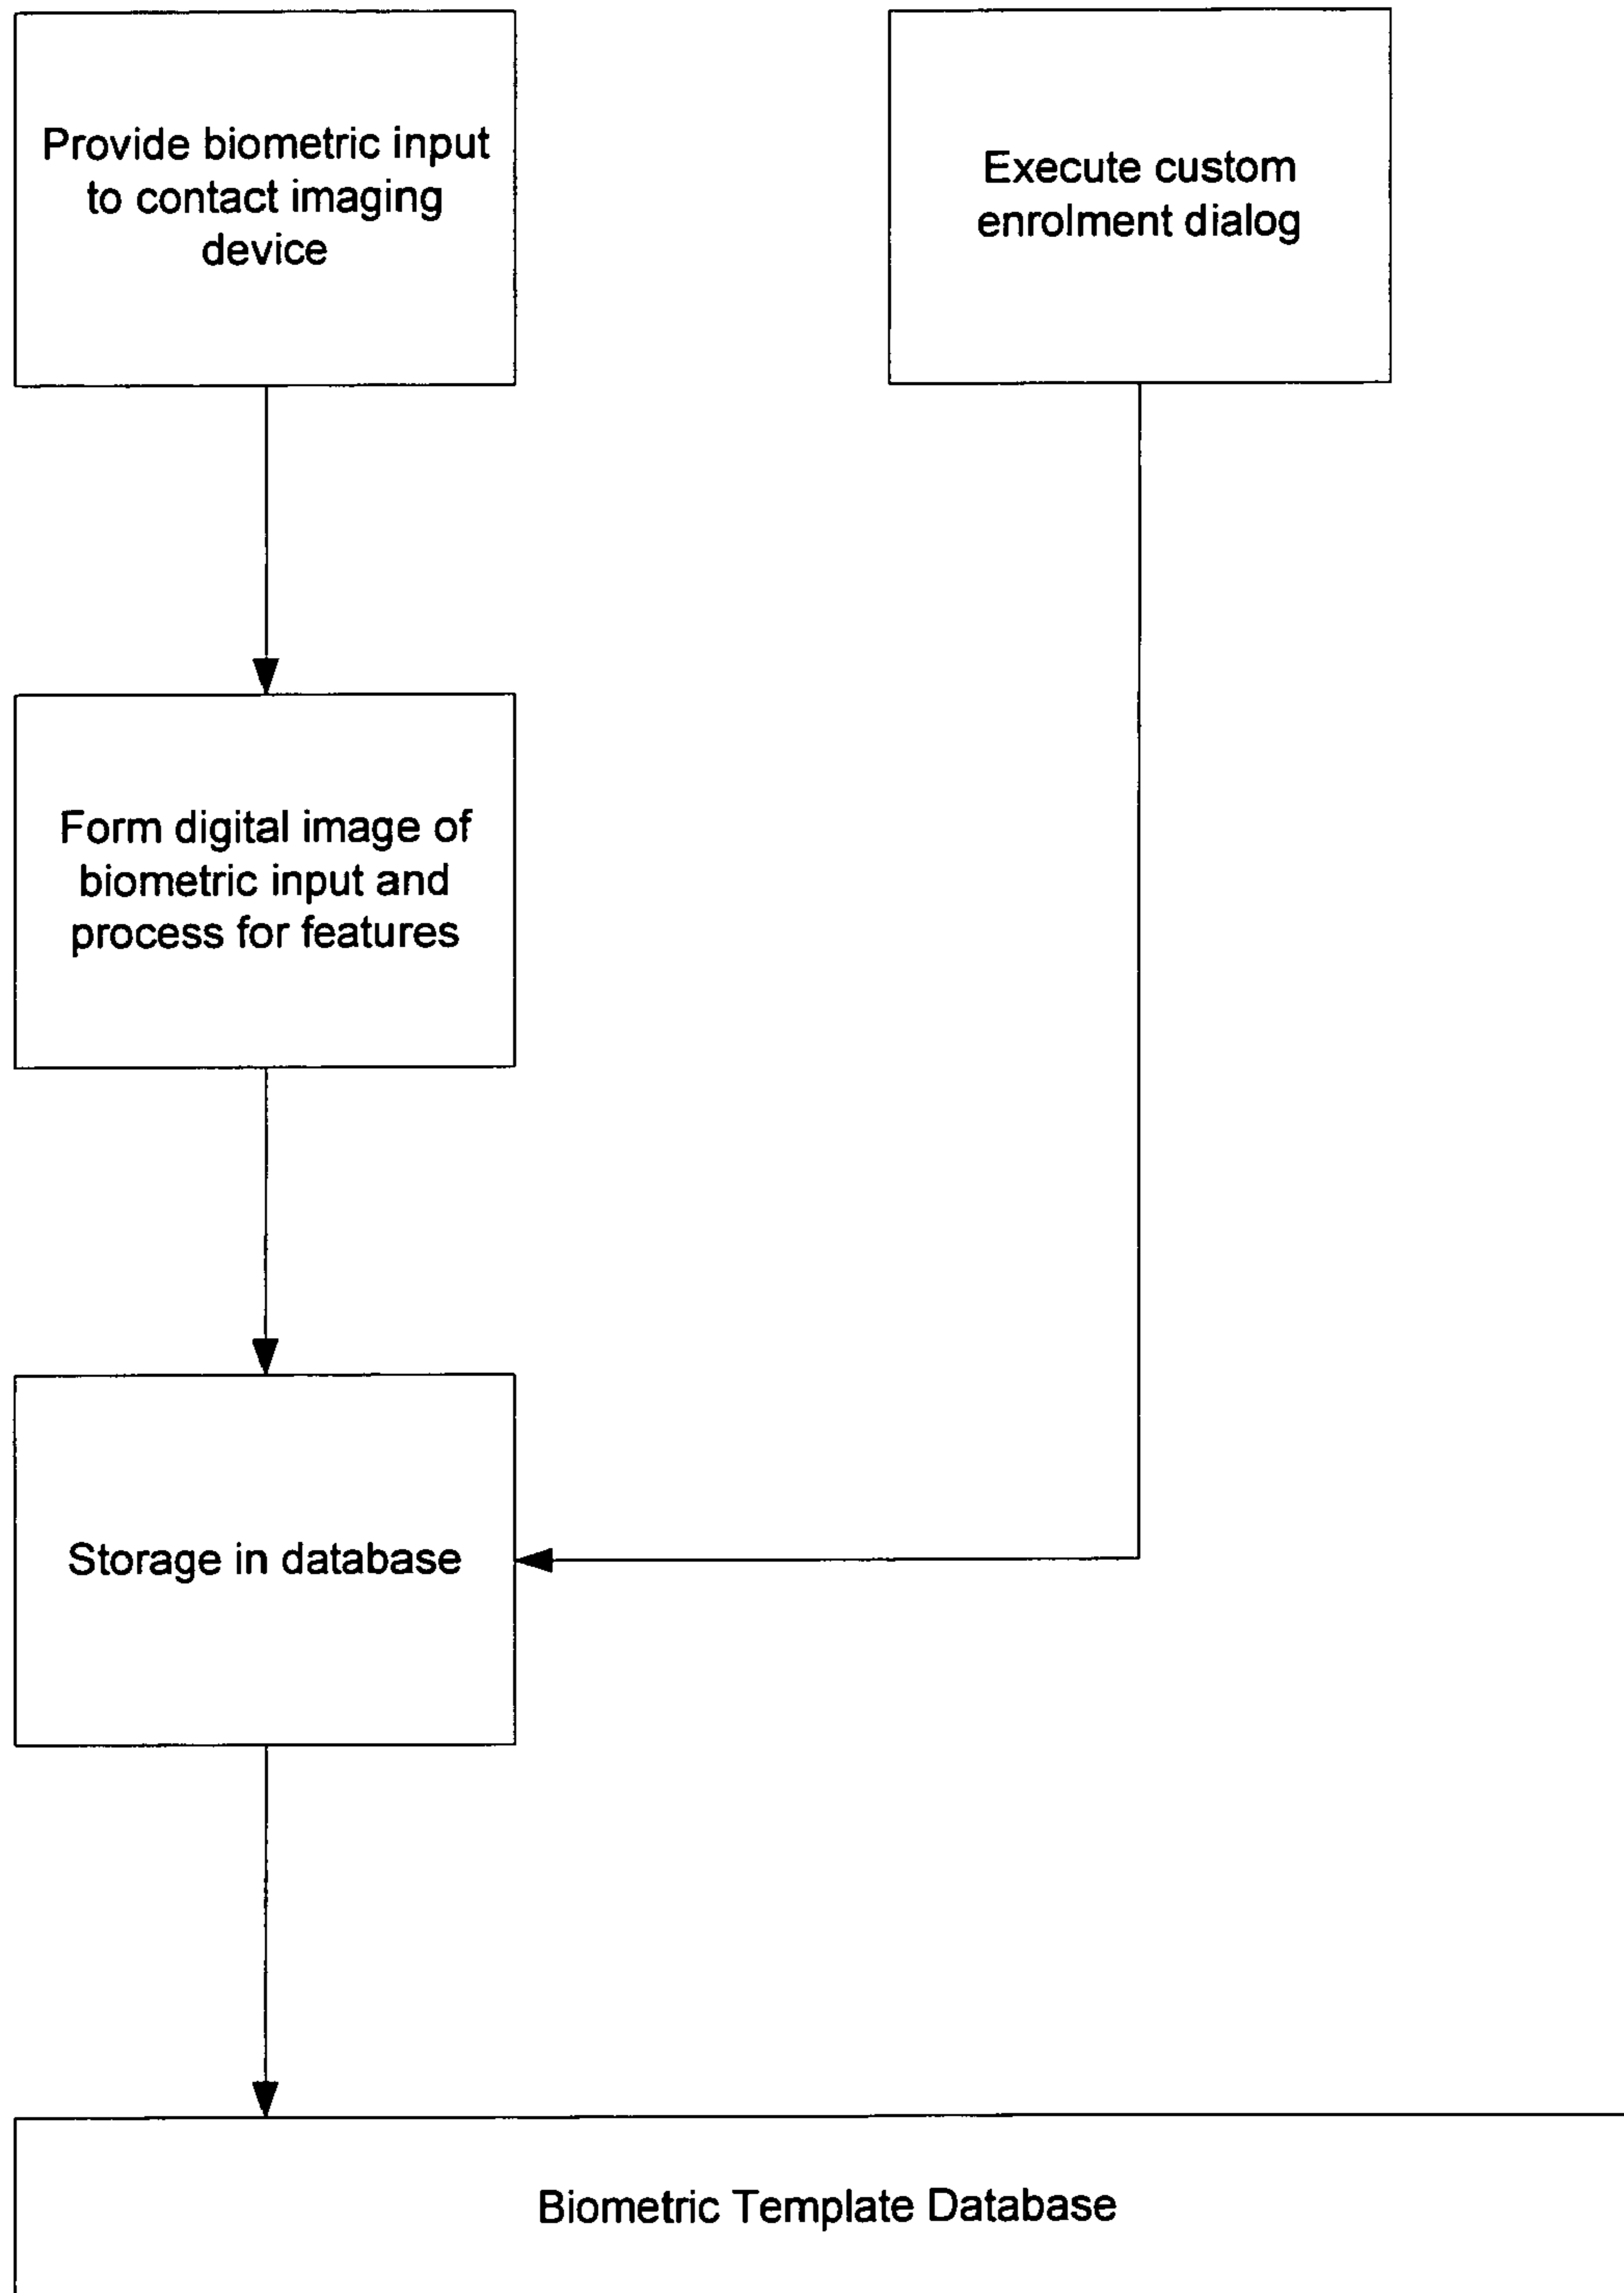 Provide biometric input
to contact imaging
device
Execute custom
enrolment dialog
Form digital image of
biometric input and
process for features
Storage in database
Biometric Template Database